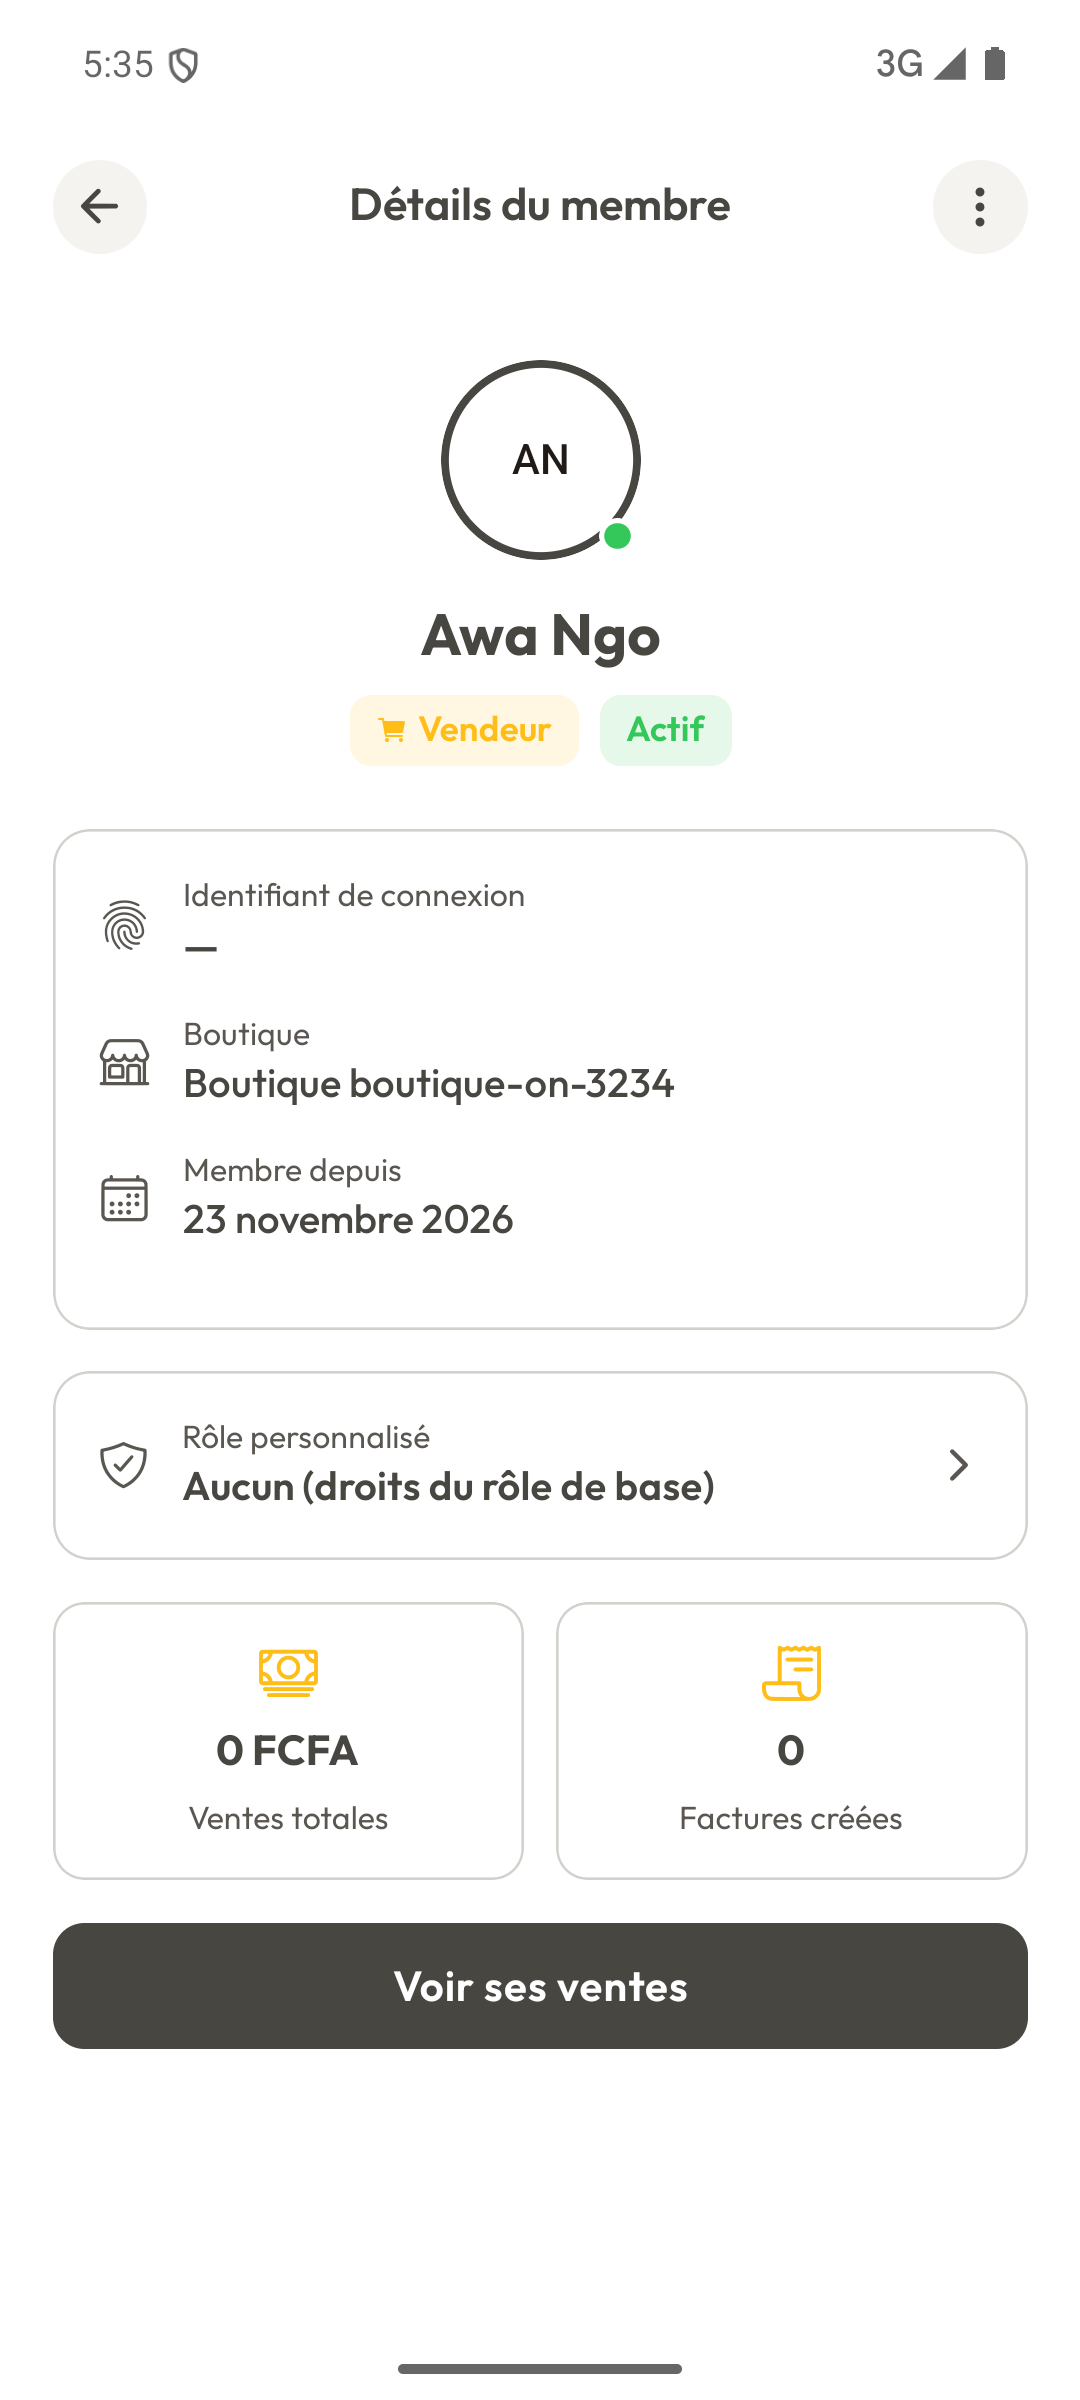 5:35
3G
Détails du membre
AN
Awa Ngo
Vendeur
Actif
Identifiant de connexion
—
Boutique
Boutique boutique-on-3234
Membre depuis
23 novembre 2026
Rôle personnalisé
Aucun (droits du rôle de base)
0 FCFA
Ventes totales
0
Factures créées
Voir ses ventes